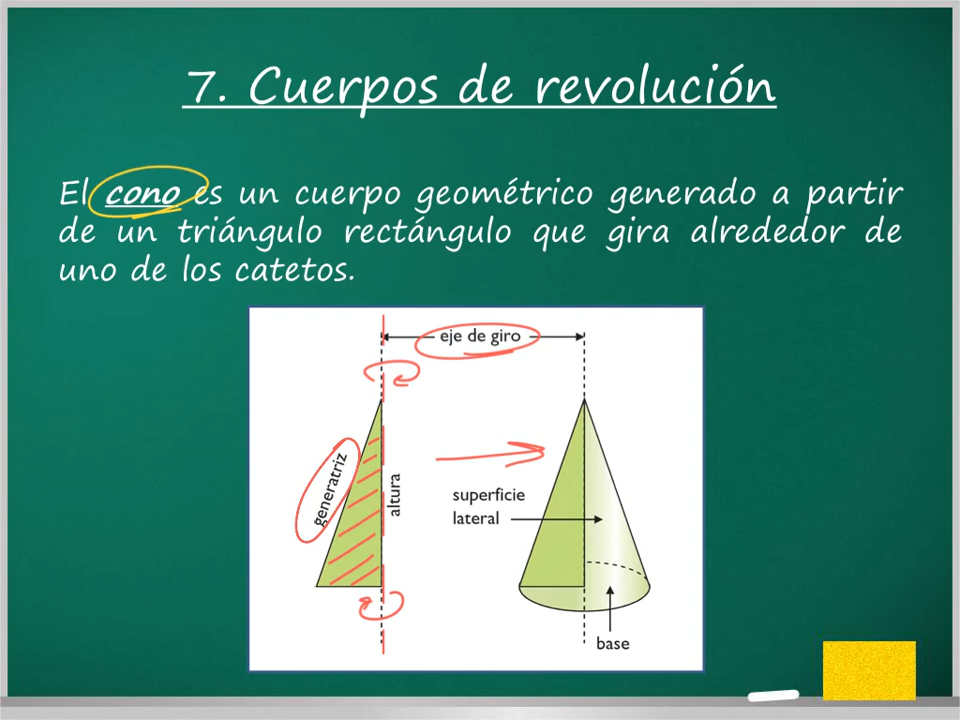 7. Cuerpos de revolución
El cono es un cuerpo geométrico generado a partir
de un triángulo rectángulo que gira alrededor de
uno de los catetos.
eje de giro
generatriz
altura
superficie
lateral
base